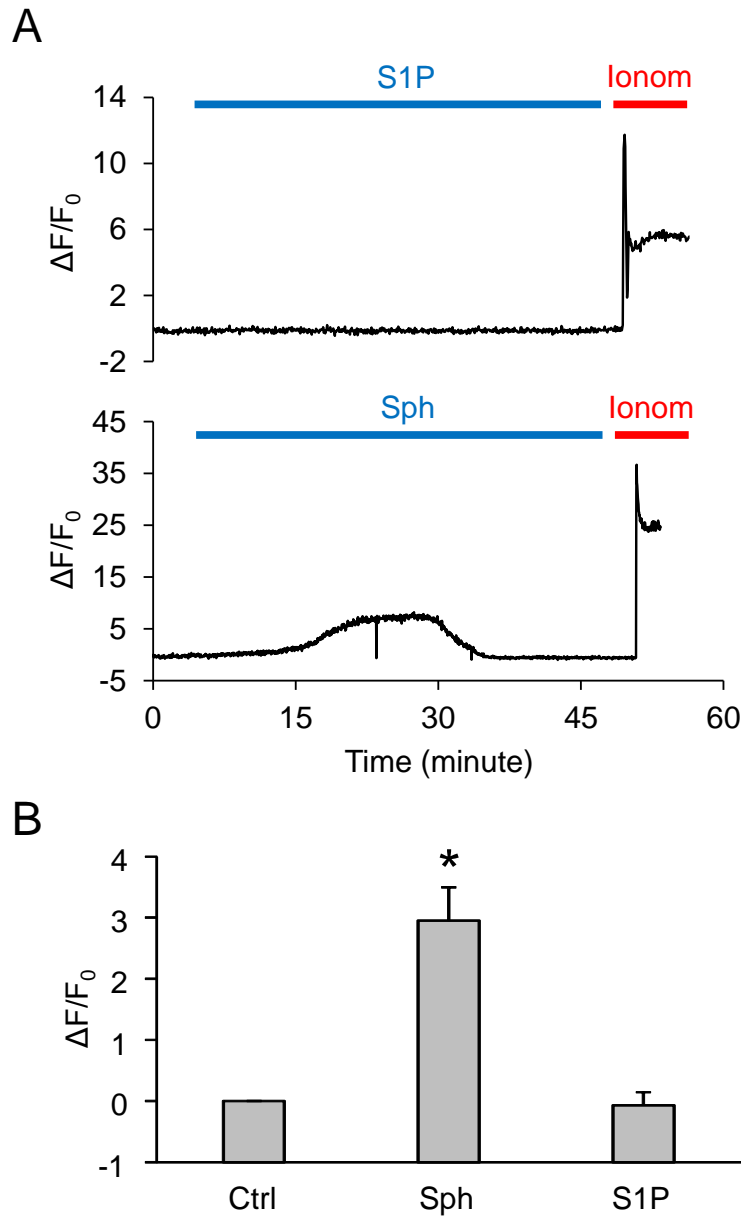 A
S1P Ionom
14
10
6
2
-2
ΔF/F0
Sph Ionom
45
35
25
15
5
-5
ΔF/F0
0 15 30 45 60
Time (minute)
B
4
3
2
1
0
-1
ΔF/F0
*
Ctrl Sph S1P